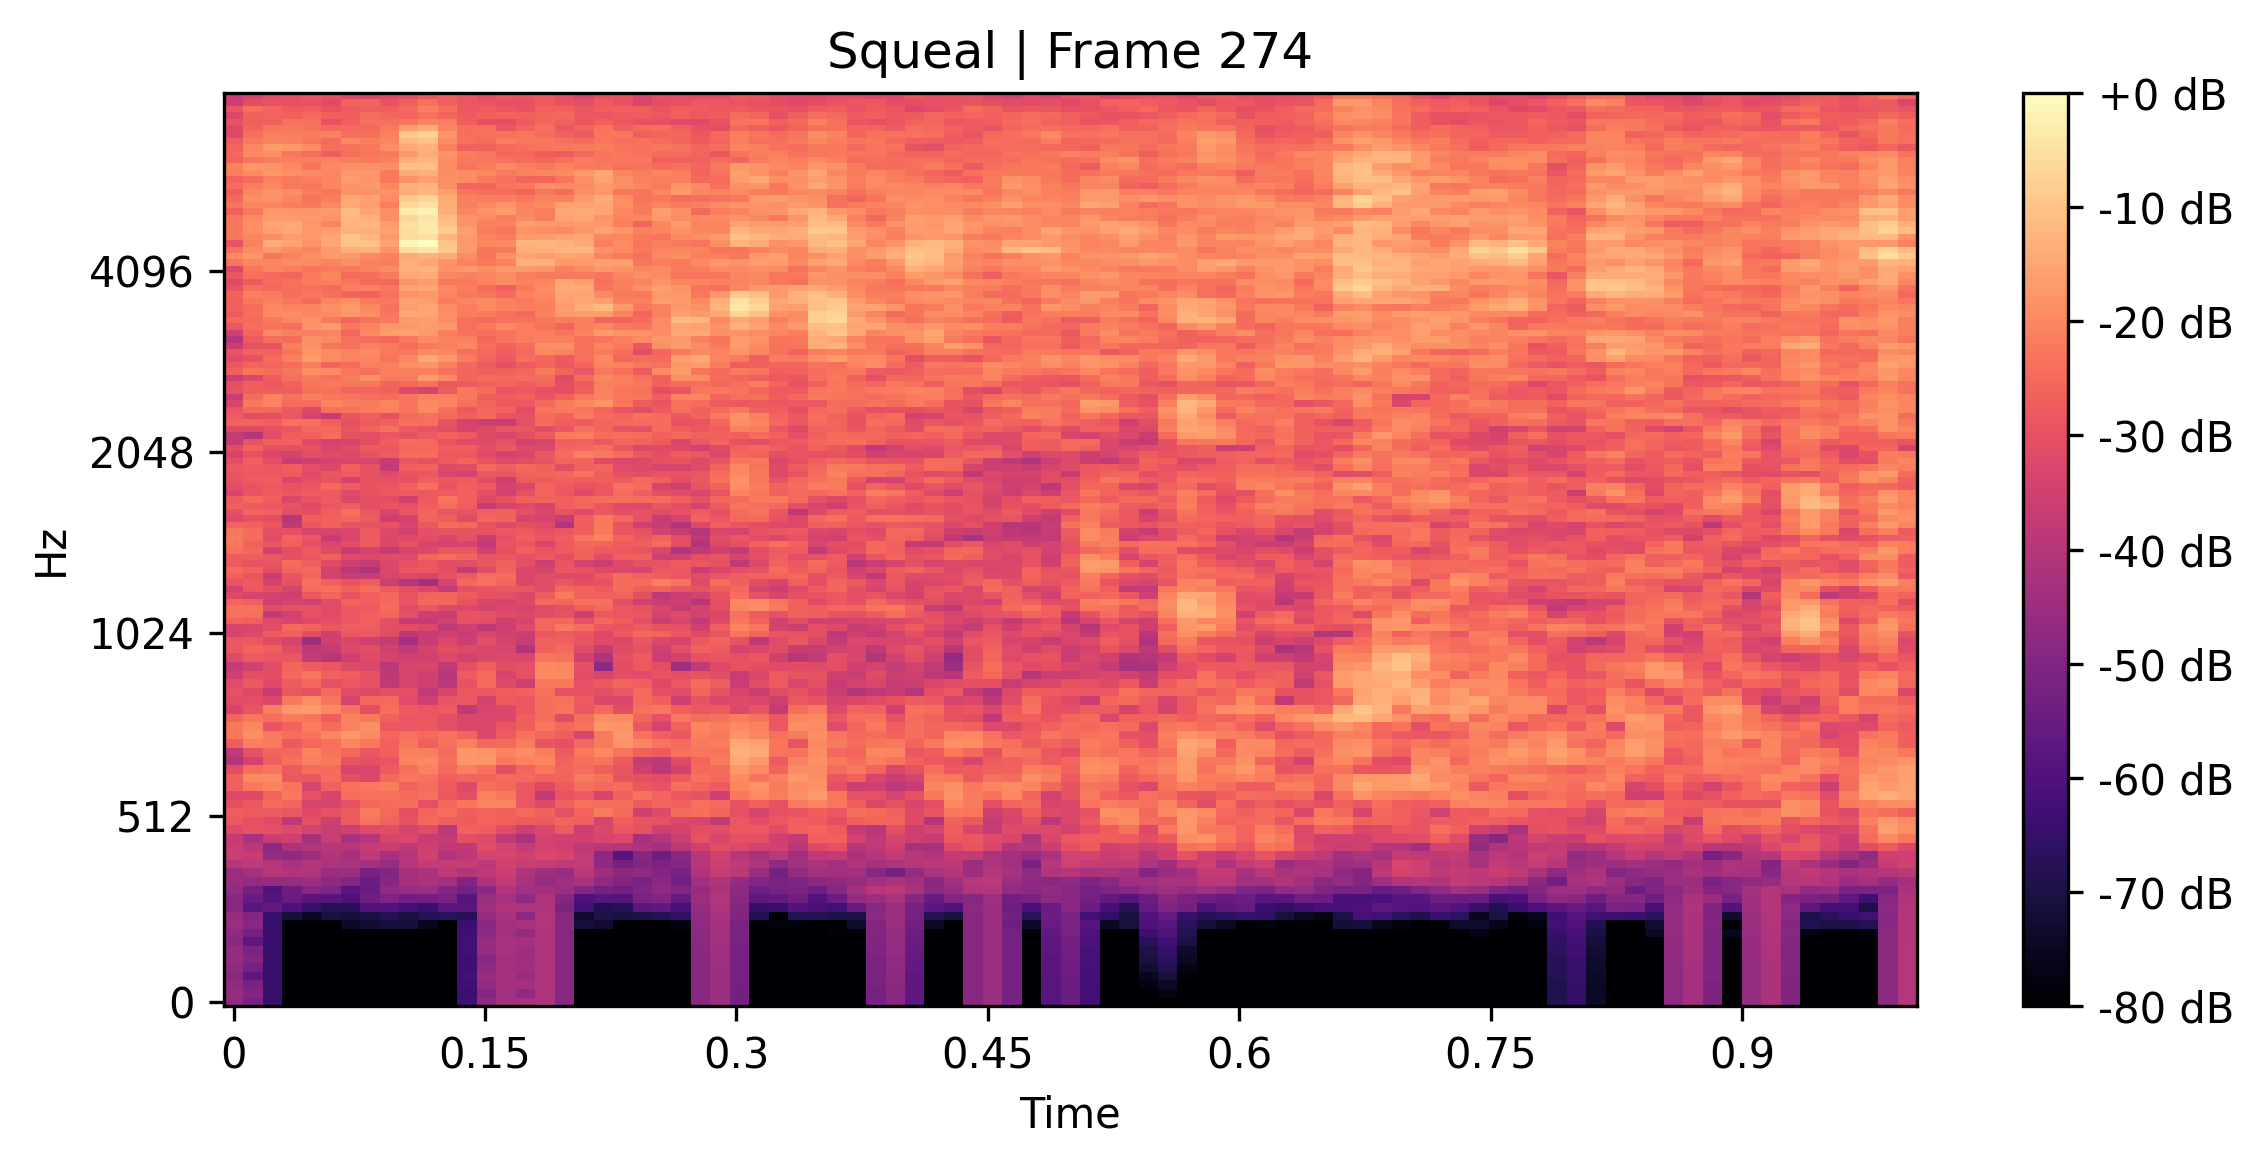 Squeal | Frame 274
+0 dB
-10 dB
-20 dB
-30 dB
-40 dB
-50 dB
-60 dB
-70 dB
-80 dB
Hz
4096
2048
1024
512
0
0 0.15 0.3 0.45 0.6 0.75 0.9
Time